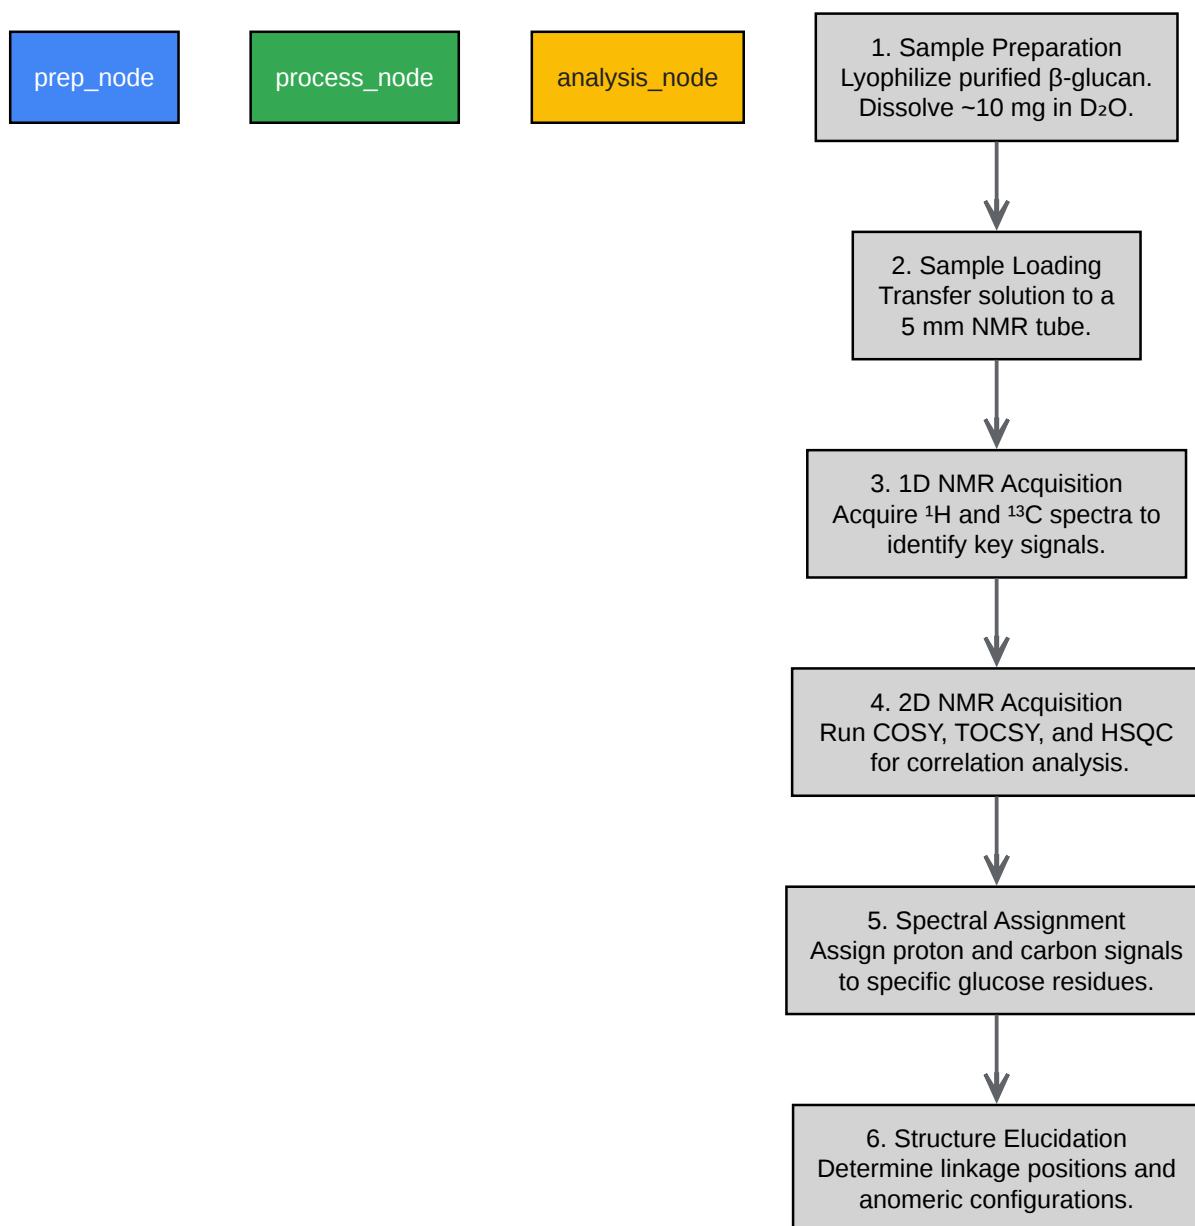 prep_node
process_node
analysis_node
1. Sample Preparation
Lyophilize purified β-glucan.
Dissolve ~10 mg in D₂O.
2. Sample Loading
Transfer solution to a
5 mm NMR tube.
3. 1D NMR Acquisition
Acquire ¹H and ¹³C spectra to
identify key signals.
4. 2D NMR Acquisition
Run COSY, TOCSY, and HSQC
for correlation analysis.
5. Spectral Assignment
Assign proton and carbon signals
to specific glucose residues.
6. Structure Elucidation
Determine linkage positions and
anomeric configurations.